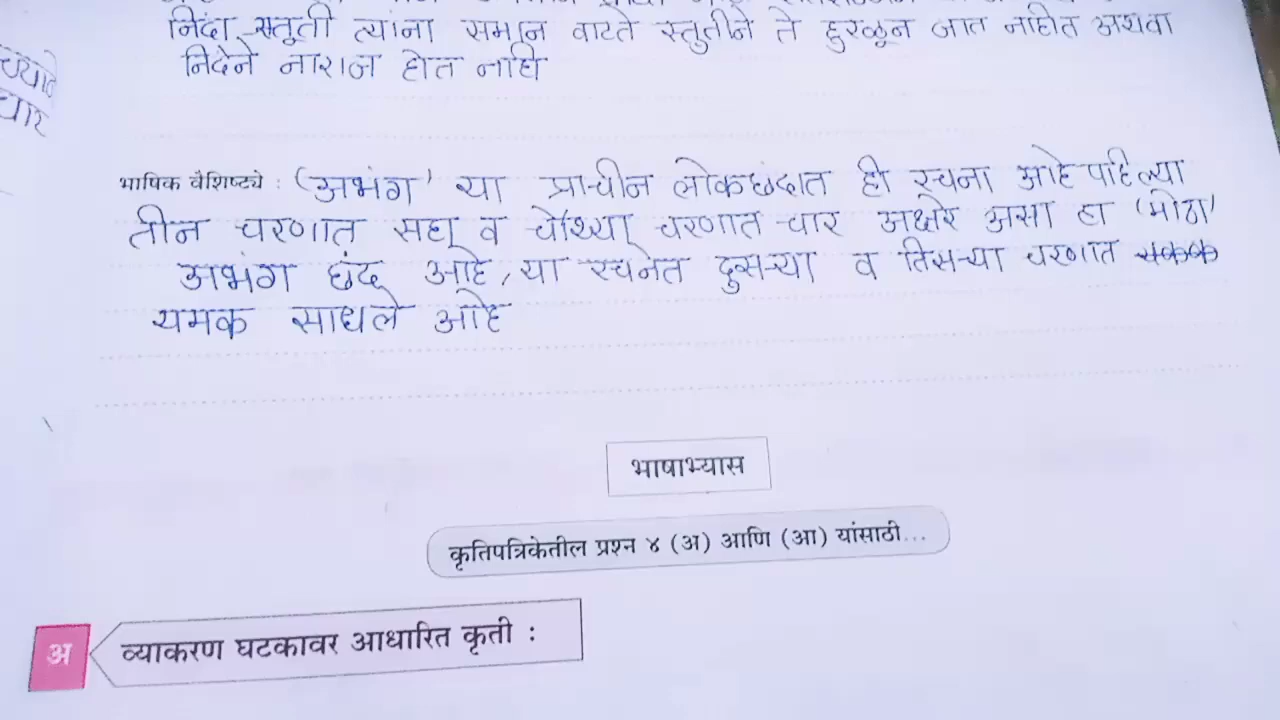 निंदा स्तूती त्यांना समान वाटते स्तुतीने ते हुरळून जात नाहीत अथवा
निंदेने नाराज होत नाहि
च्याते
चार
भाषिक वैशिष्ट्ये : 'अभंग' या प्राचीन लोकछंदात ही रचना आहे पहिल्या
तीन चरणात सहा व चौथ्या चरणात चार अक्षरे असा हा 'मोठा'
अभंग छंद आहे, या रचनेत दुसऱ्या व तिसऱ्या चरणात
यमक साधले आहे
भाषाभ्यास
कृतिपत्रिकेतील प्रश्न ४ (अ) आणि (आ) यांसाठी...
अ व्याकरण घटकावर आधारित कृती :